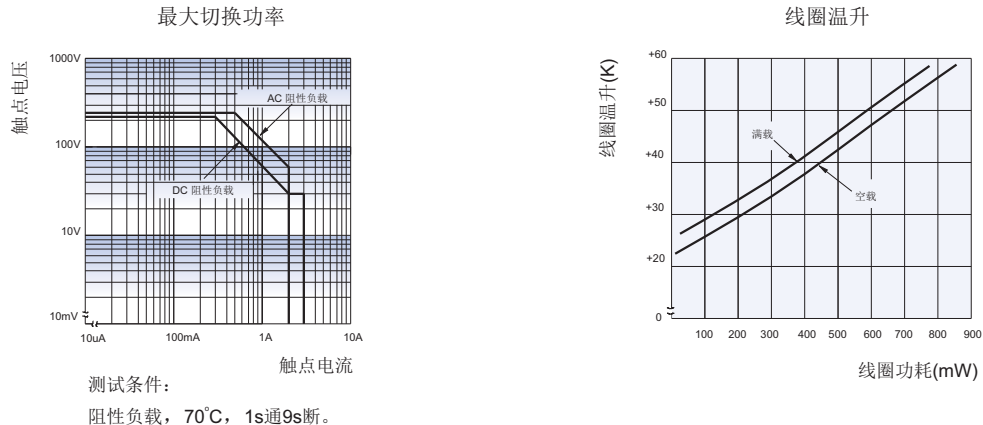 最大切换功率
触点电压
1000V
100V
10V
10mV
AC 阻性负载
DC 阻性负载
10uA
100mA
1A
10A
触点电流
测试条件：
阻性负载，70°C，1s通9s断。
线圈温升
线圈温升(K)
+60
+50
+40
+30
+20
0
满载
空载
100 200 300 400 500 600 700 800 900
线圈功耗(mW)